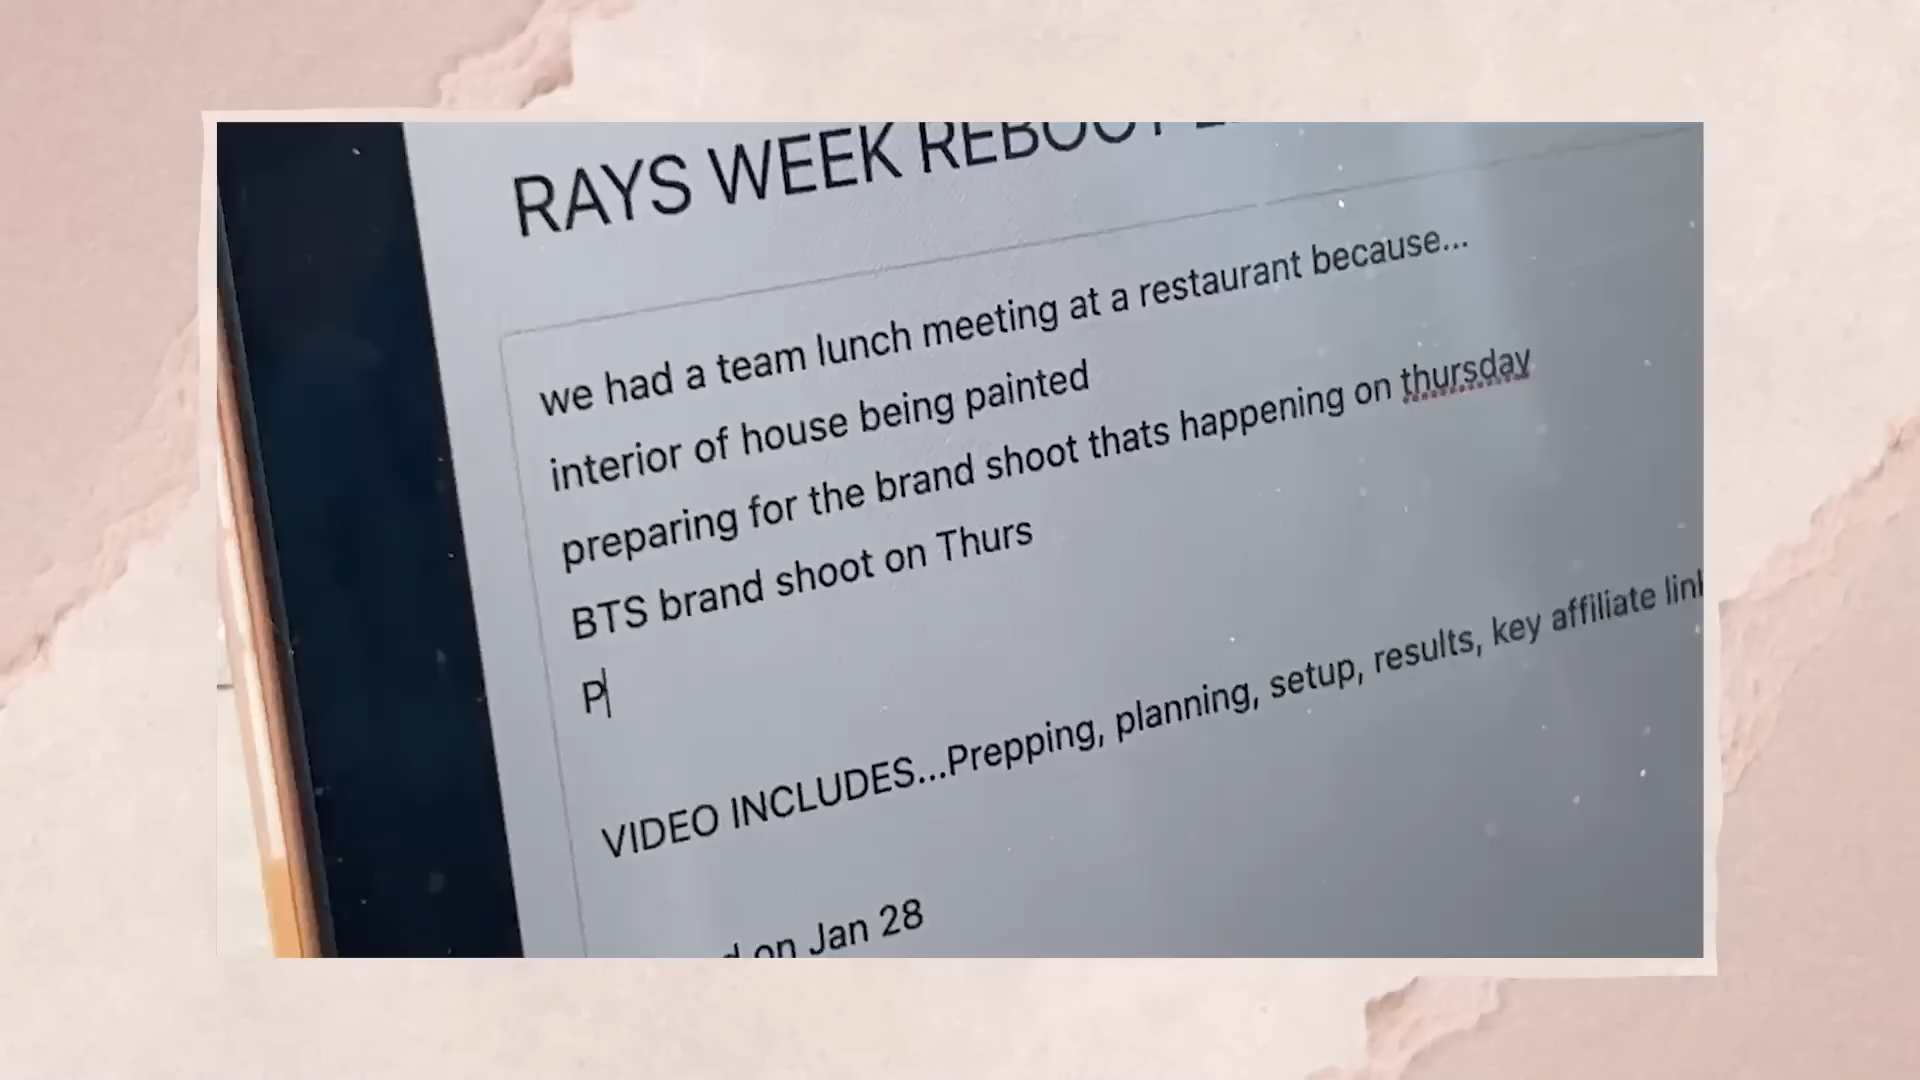 RAYS WEEK REBOOT
we had a team lunch meeting at a restaurant because...
interior of house being painted
preparing for the brand shoot thats happening on thursday
BTS brand shoot on Thurs
P
VIDEO INCLUDES...Prepping, planning, setup, results, key affiliate
on Jan 28